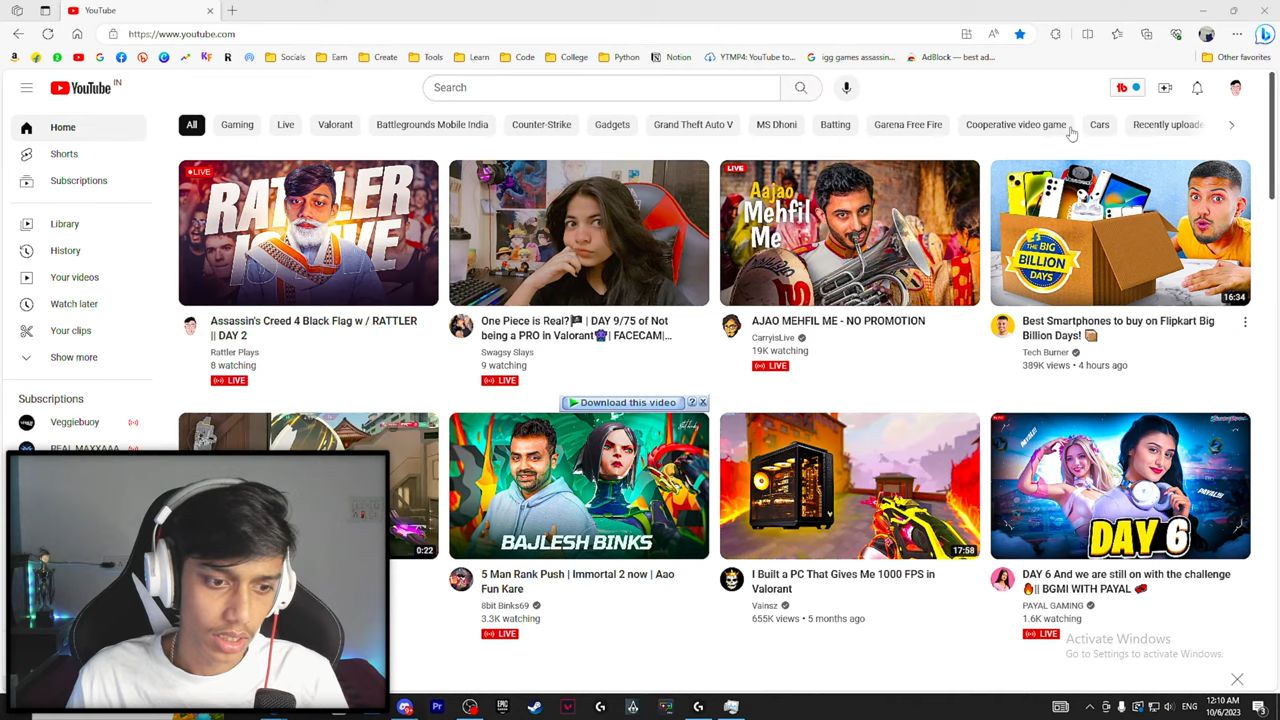 YouTube
https://www.youtube.com
Socials
Earn
Create
Tools
Learn
Code
College
Python
Notion
YTMP4: YouTube to...
igg games assassin...
AdBlock — best ad...
Other favorites
YouTube IN
Search
Home
Shorts
Subscriptions
Library
History
Your videos
Watch later
Your clips
Show more
Subscriptions
Veggiebuoy
REAL MAXXAAA
All
Gaming
Live
Valorant
Battlegrounds Mobile India
Counter-Strike
Gadgets
Grand Theft Auto V
MS Dhoni
Batting
Garena Free Fire
Cooperative video game
Cars
Recently uploade
LIVE
RATTLER
IS LIVE
Assassin's Creed 4 Black Flag w / RATTLER
|| DAY 2
Rattler Plays
8 watching
LIVE
One Piece is Real?🏴‍☠️ | DAY 9/75 of Not
being a PRO in Valorant👾| FACECAM|...
Swagsy Slays
9 watching
LIVE
LIVE
Aajao
Mehfil
Me
AJAO MEHFIL ME - NO PROMOTION
CarryisLive
19K watching
LIVE
THE BIG
BILLION
DAYS
16:34
Best Smartphones to buy on Flipkart Big
Billion Days! 📦
Tech Burner
389K views • 4 hours ago
Download this video
0:22
BAJLESH BINKS
5 Man Rank Push | Immortal 2 now | Aao
Fun Kare
8bit Binks69
3.3K watching
LIVE
17:58
I Built a PC That Gives Me 1000 FPS in
Valorant
Vainsz
655K views • 5 months ago
DAY 6
DAY 6 And we are still on with the challenge
🔥|| BGMI WITH PAYAL
PAYAL GAMING
1.6K watching
LIVE
Activate Windows
Go to Settings to activate Windows.
Pr
EPIC
ENG
12:10 AM
10/6/2023